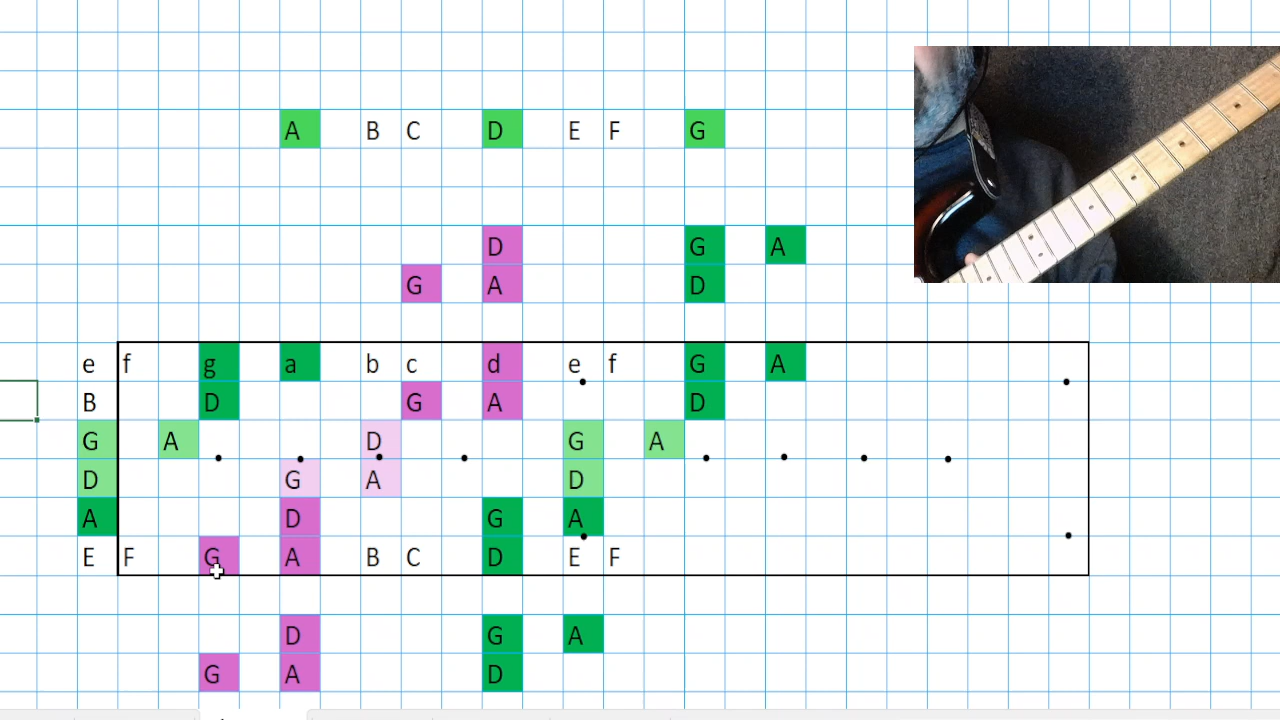 A B C D E F G
D G A
G A D
e f g a b c d e f G A
B D G A D
G A D G A
D G A D
A D G A
E F G A B C D E F
D G A
G A D